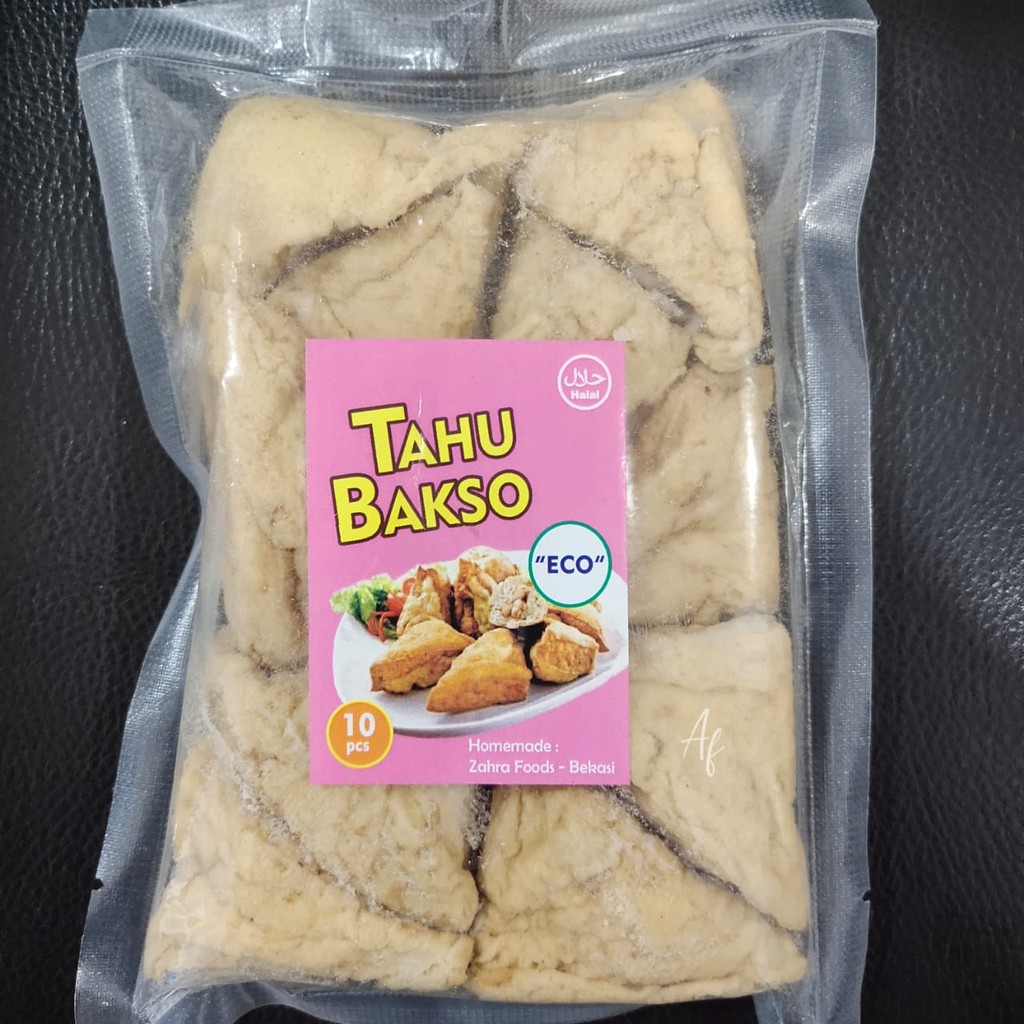 حلال
Halal
TAHU
BAKSO
"ECO"
10
pcs
Homemade :
Zahra Foods - Bekasi
Af